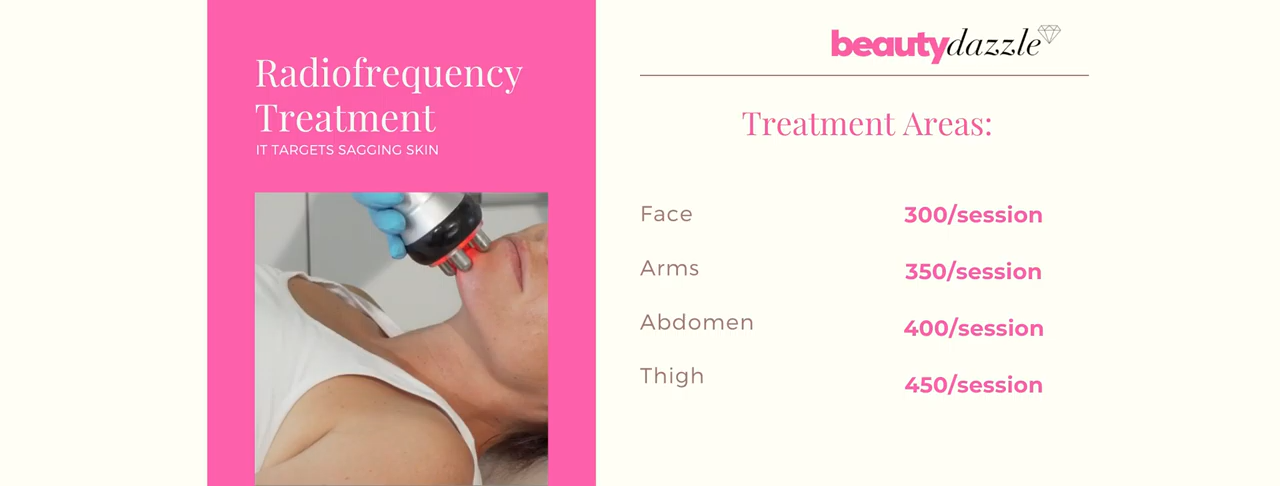 Radiofrequency
Treatment
IT TARGETS SAGGING SKIN
beautydazzle
Treatment Areas:
Face 300/session
Arms 350/session
Abdomen 400/session
Thigh 450/session